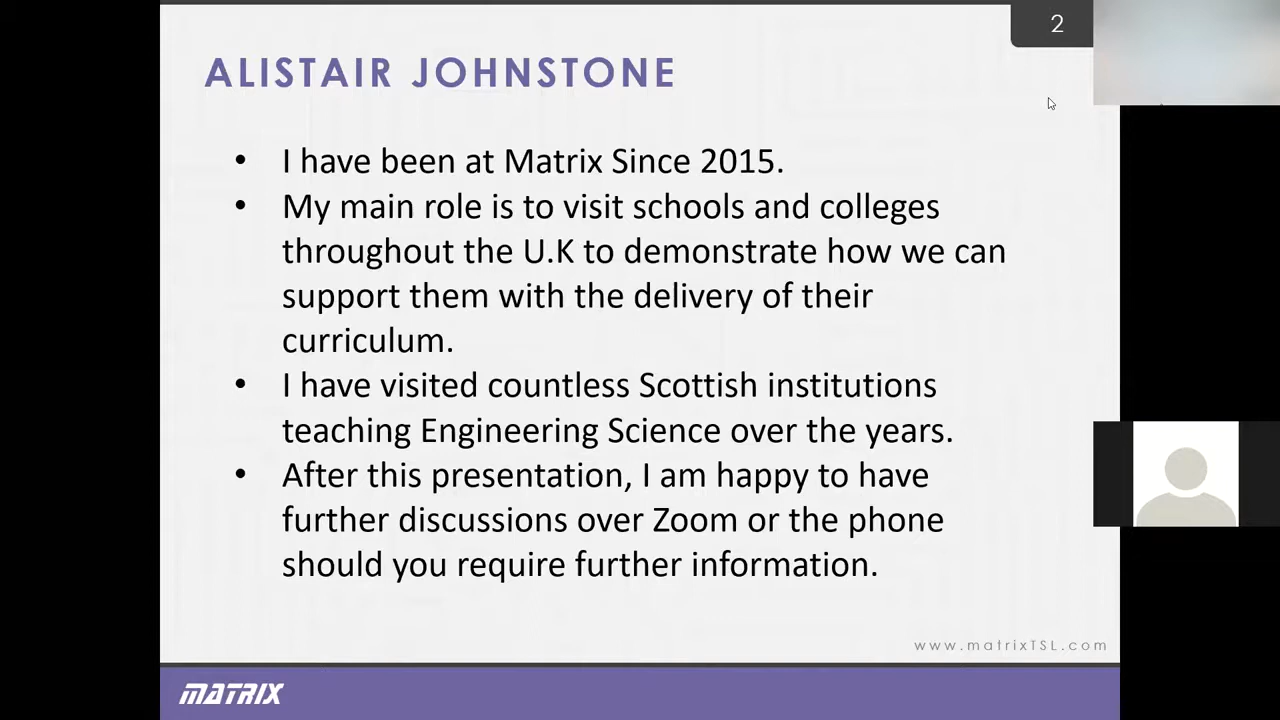 2
ALISTAIR JOHNSTONE
• I have been at Matrix Since 2015.
• My main role is to visit schools and colleges
throughout the U.K to demonstrate how we can
support them with the delivery of their
curriculum.
• I have visited countless Scottish institutions
teaching Engineering Science over the years.
• After this presentation, I am happy to have
further discussions over Zoom or the phone
should you require further information.
www.matrixTSL.com
MATRIX